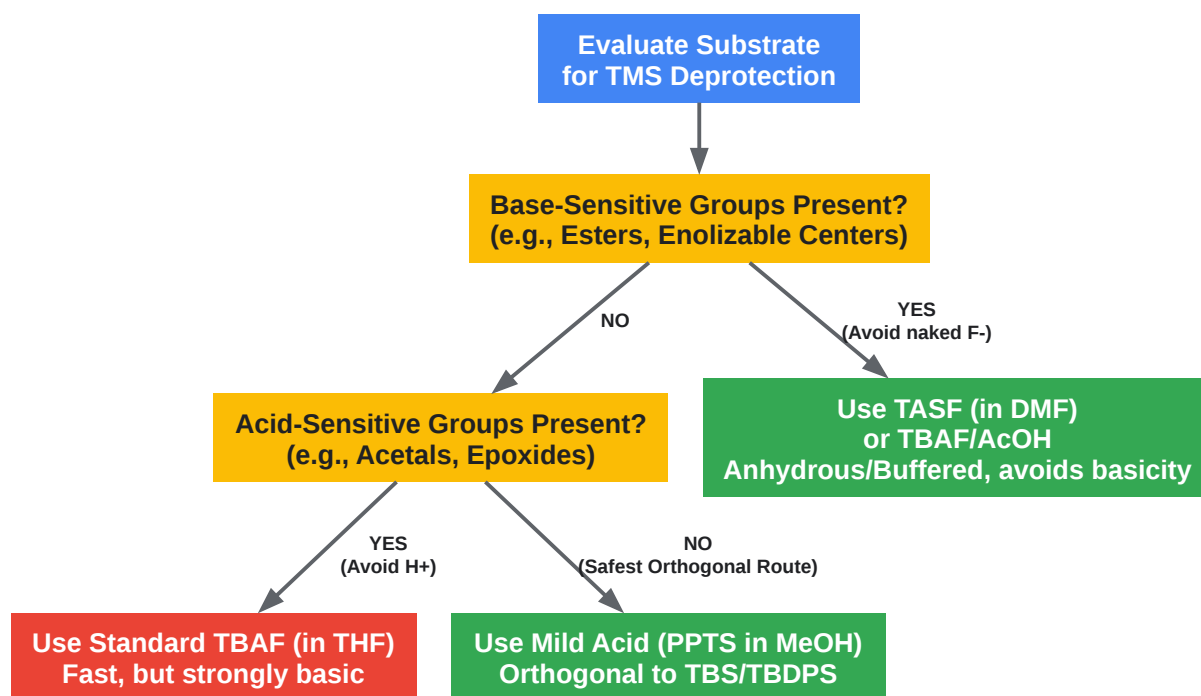 Evaluate Substrate
for TMS Deprotection
Base-Sensitive Groups Present?
(e.g., Esters, Enolizable Centers)
NO
YES
(Avoid naked F-)
Acid-Sensitive Groups Present?
(e.g., Acetals, Epoxides)
Use TASF (in DMF)
or TBAF/AcOH
Anhydrous/Buffered, avoids basicity
YES
(Avoid H+)
NO
(Safest Orthogonal Route)
Use Standard TBAF (in THF)
Fast, but strongly basic
Use Mild Acid (PPTS in MeOH)
Orthogonal to TBS/TBDPS